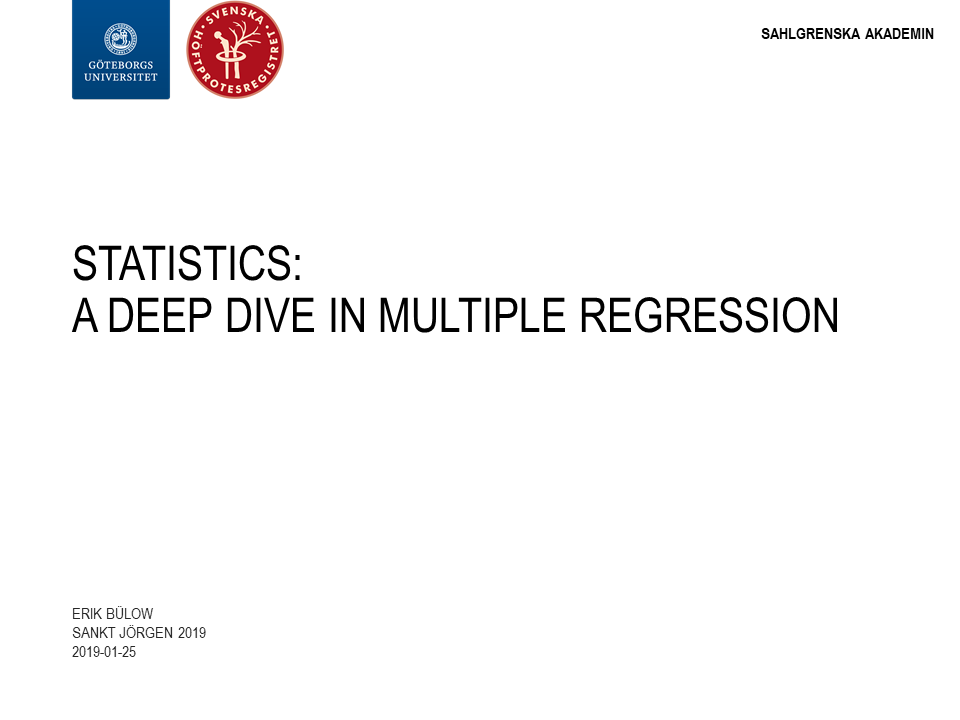 GÖTEBORGS
UNIVERSITET
SVENSKA
HÖFTPROTESREGISTRET
SAHLGRENSKA AKADEMIN
STATISTICS:
A DEEP DIVE IN MULTIPLE REGRESSION
ERIK BÜLOW
SANKT JÖRGEN 2019
2019-01-25